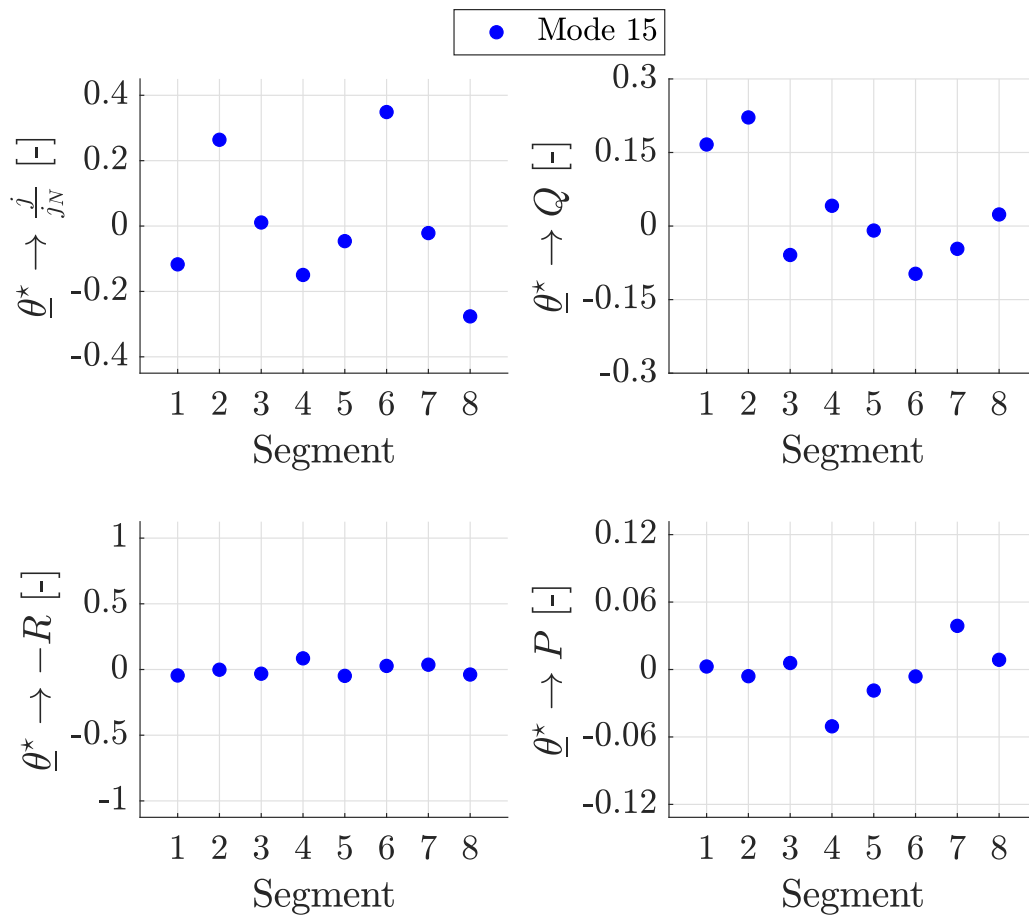 Mode 15
θ* → j/jN [-]
0.4
0.2
0
-0.2
-0.4
1 2 3 4 5 6 7 8
Segment
θ* → Q [-]
0.3
0.15
0
-0.15
-0.3
1 2 3 4 5 6 7 8
Segment
θ* → −R [-]
1
0.5
0
-0.5
-1
1 2 3 4 5 6 7 8
Segment
θ* → P [-]
0.12
0.06
0
-0.06
-0.12
1 2 3 4 5 6 7 8
Segment